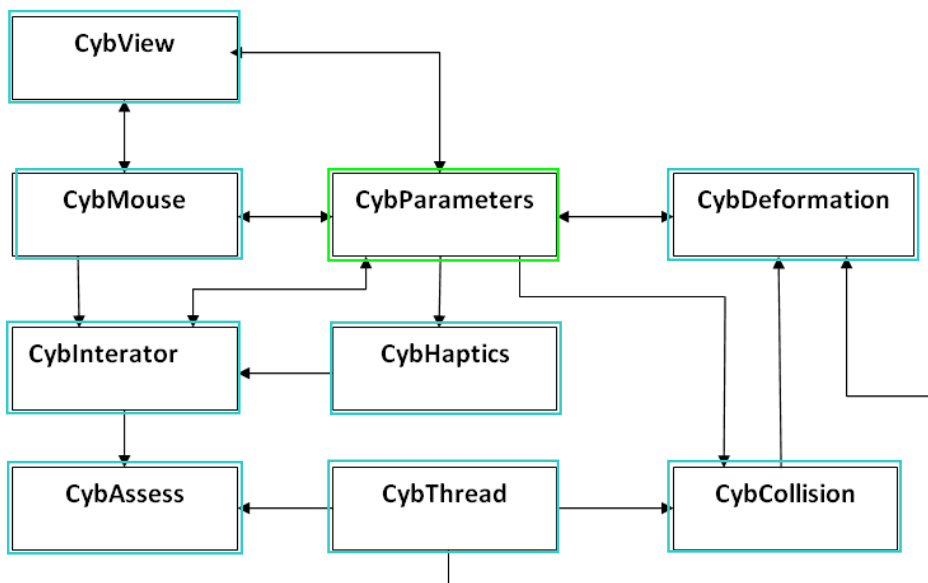 CybView
CybMouse
CybParameters
CybDeformation
CybInterator
CybHaptics
CybAssess
CybThread
CybCollision